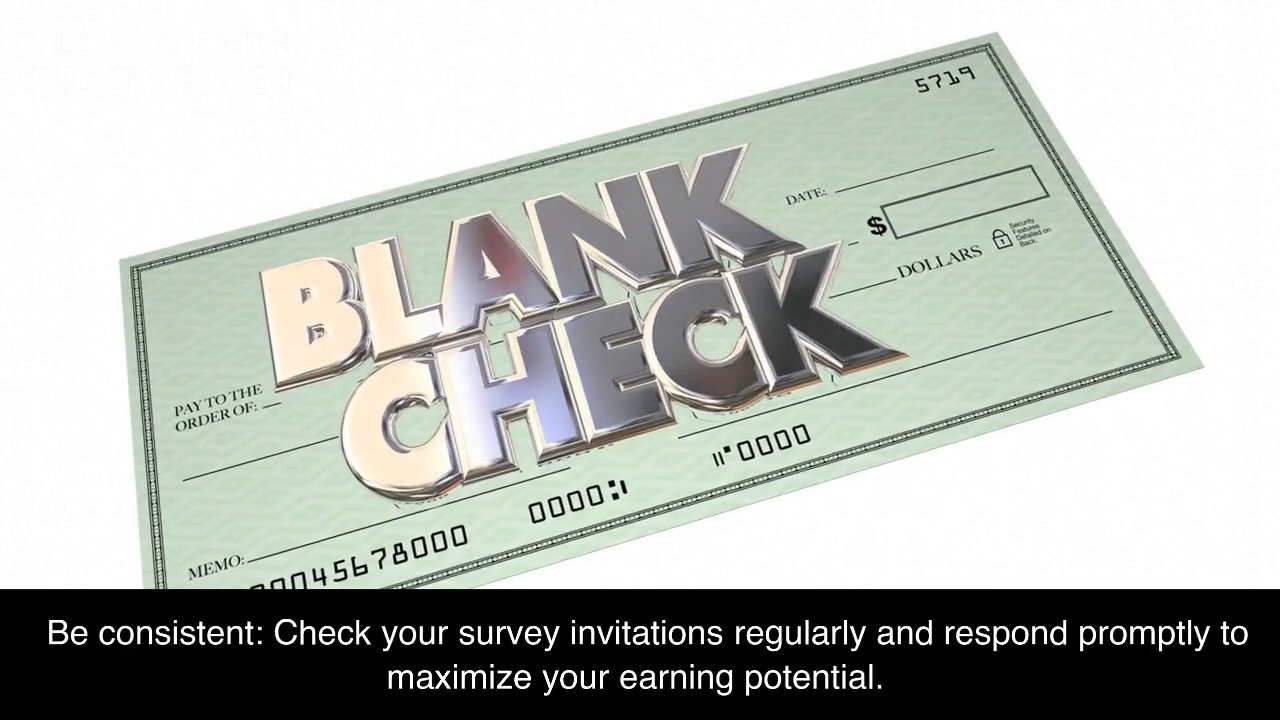 5719
BLANK
CHECK
DATE:
$
Security
Features
Detailed on
Back.
DOLLARS
PAY TO THE
ORDER OF:
MEMO:
00045678000 0000 0000
Be consistent: Check your survey invitations regularly and respond promptly to
maximize your earning potential.